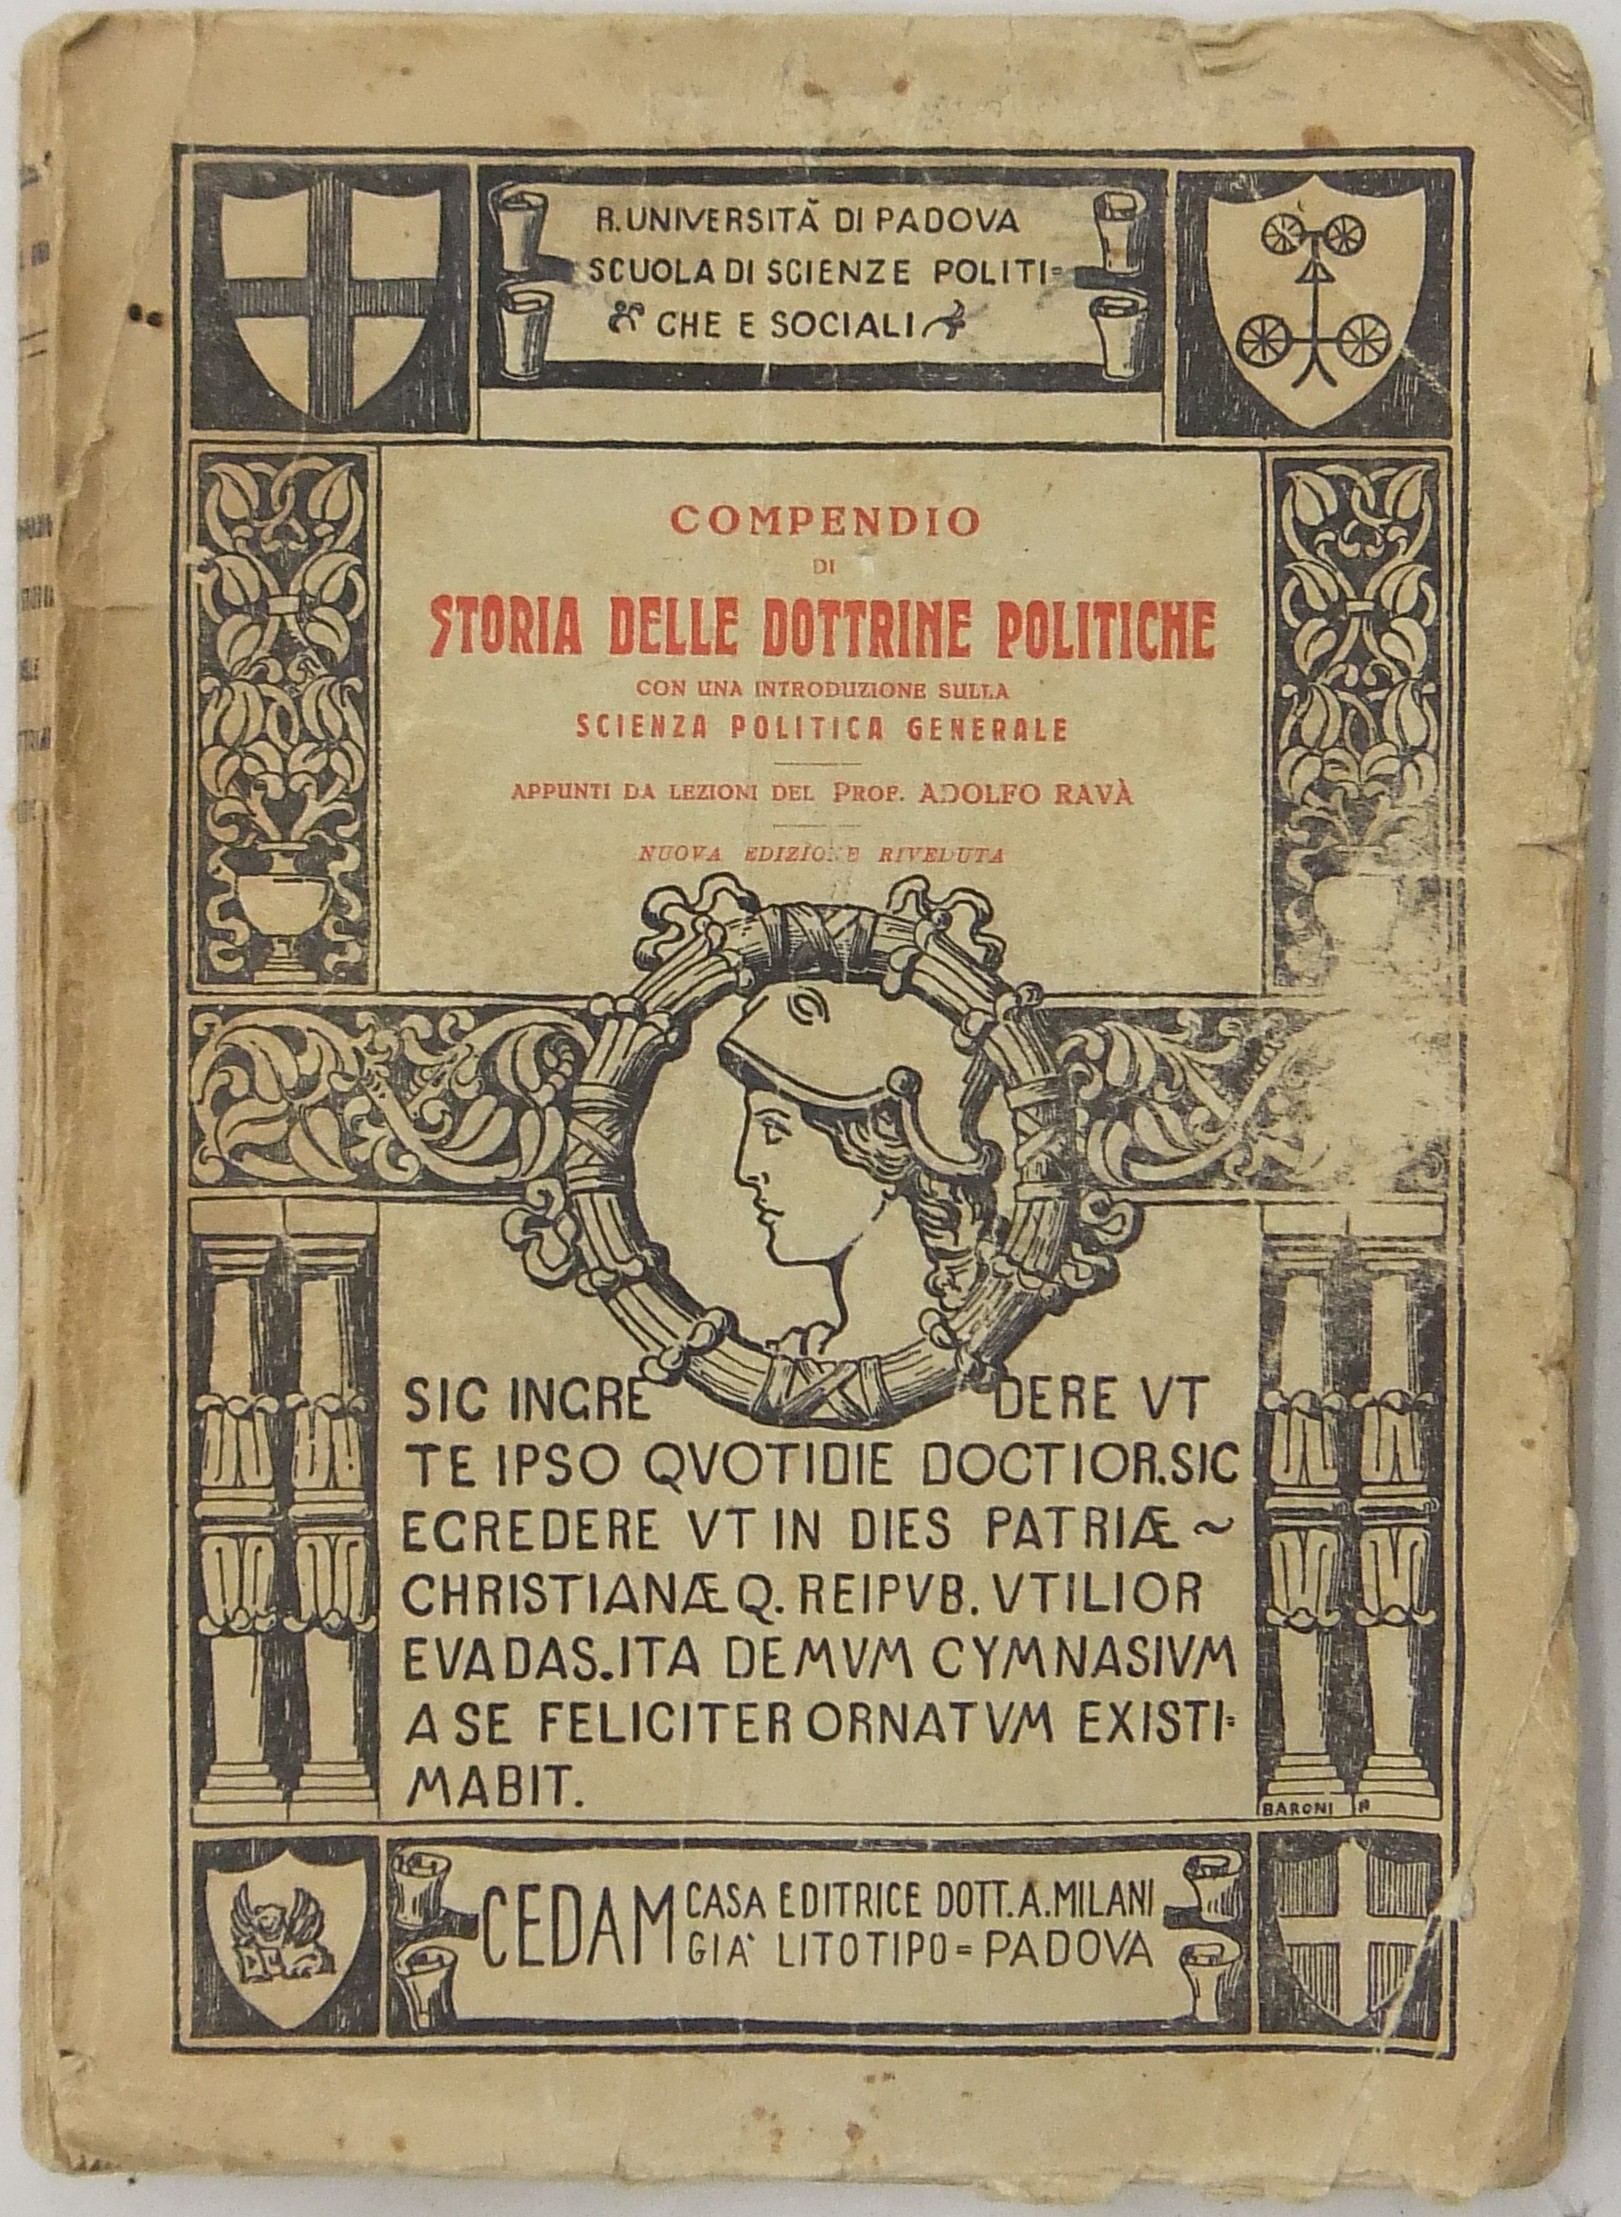 R. UNIVERSITÀ DI PADOVA
SCUOLA DI SCIENZE POLITI=
CHE E SOCIALI
COMPENDIO
DI
STORIA DELLE DOTTRINE POLITICHE
CON UNA INTRODUZIONE SULLA
SCIENZA POLITICA GENERALE
APPUNTI DA LEZIONI DEL PROF. ADOLFO RAVÀ
NUOVA EDIZIONE RIVEDUTA
SIC INGRE DERE VT
TE IPSO QVOTIDIE DOCTIOR. SIC
EGREDERE VT IN DIES PATRIÆ ~
CHRISTIANÆ Q. REIPVB. VTILIOR
EVADAS. ITA DEMVM GYMNASIVM
A SE FELICITER ORNATVM EXISTI=
MABIT.
BARONI
CEDAM CASA EDITRICE DOTT. A. MILANI
GIA' LITOTIPO = PADOVA